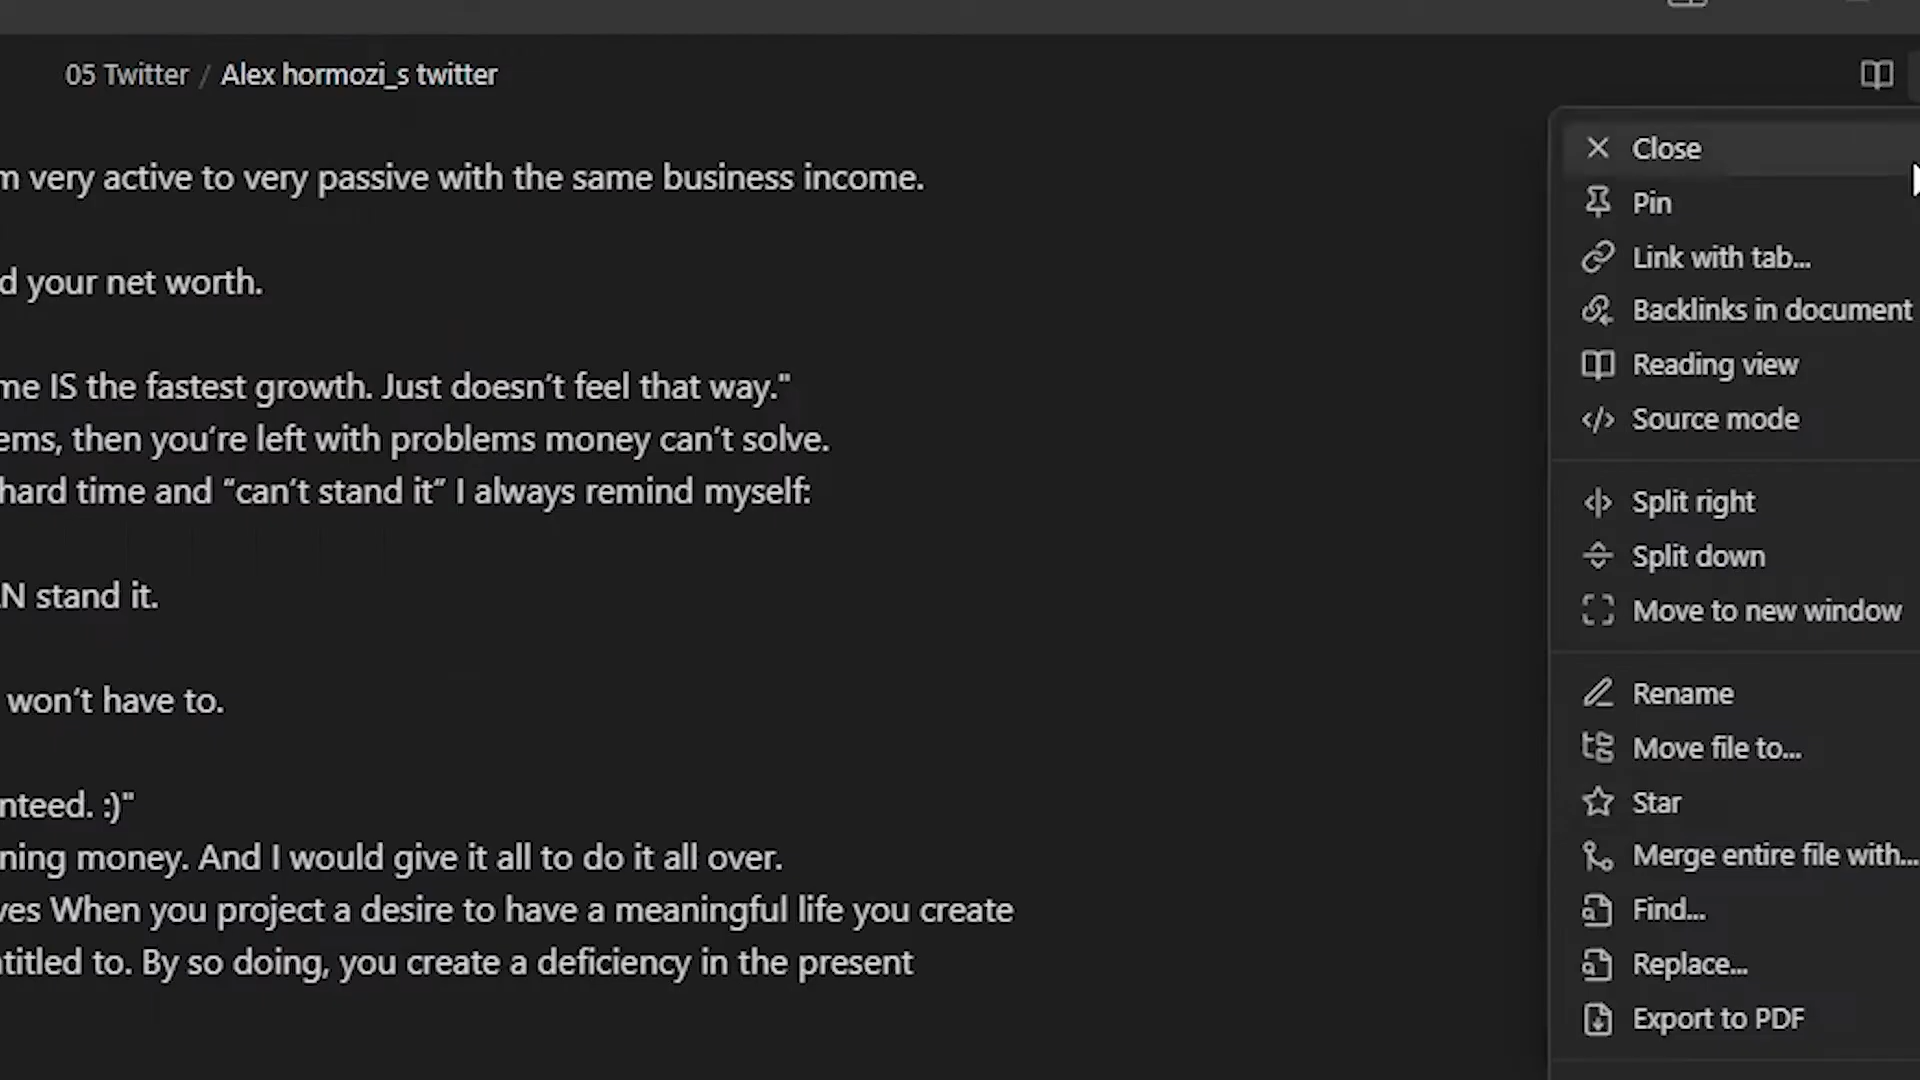 05 Twitter / Alex hormozi_s twitter
m very active to very passive with the same business income.
d your net worth.
me IS the fastest growth. Just doesn’t feel that way."
ems, then you’re left with problems money can’t solve.
hard time and “can’t stand it” I always remind myself:
N stand it.
won’t have to.
nteed. :)"
ning money. And I would give it all to do it all over.
ves When you project a desire to have a meaningful life you create
titled to. By so doing, you create a deficiency in the present
Close
Pin
Link with tab...
Backlinks in document
Reading view
Source mode
Split right
Split down
Move to new window
Rename
Move file to...
Star
Merge entire file with...
Find...
Replace...
Export to PDF